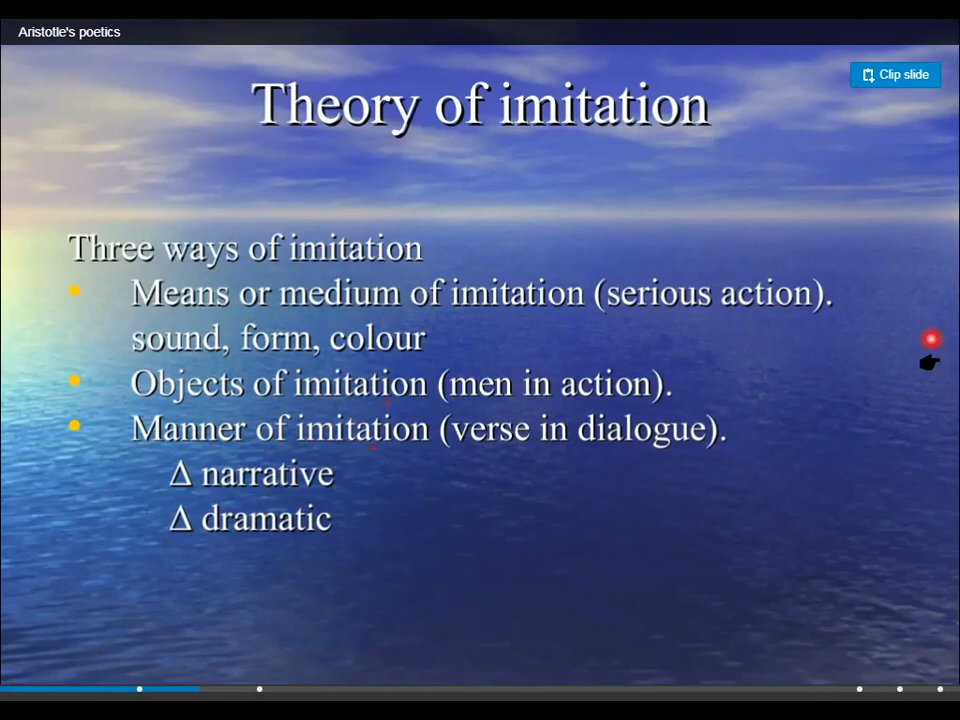 Aristotle's poetics
Clip slide
Theory of imitation
Three ways of imitation
• Means or medium of imitation (serious action).
sound, form, colour
• Objects of imitation (men in action).
• Manner of imitation (verse in dialogue).
Δ narrative
Δ dramatic